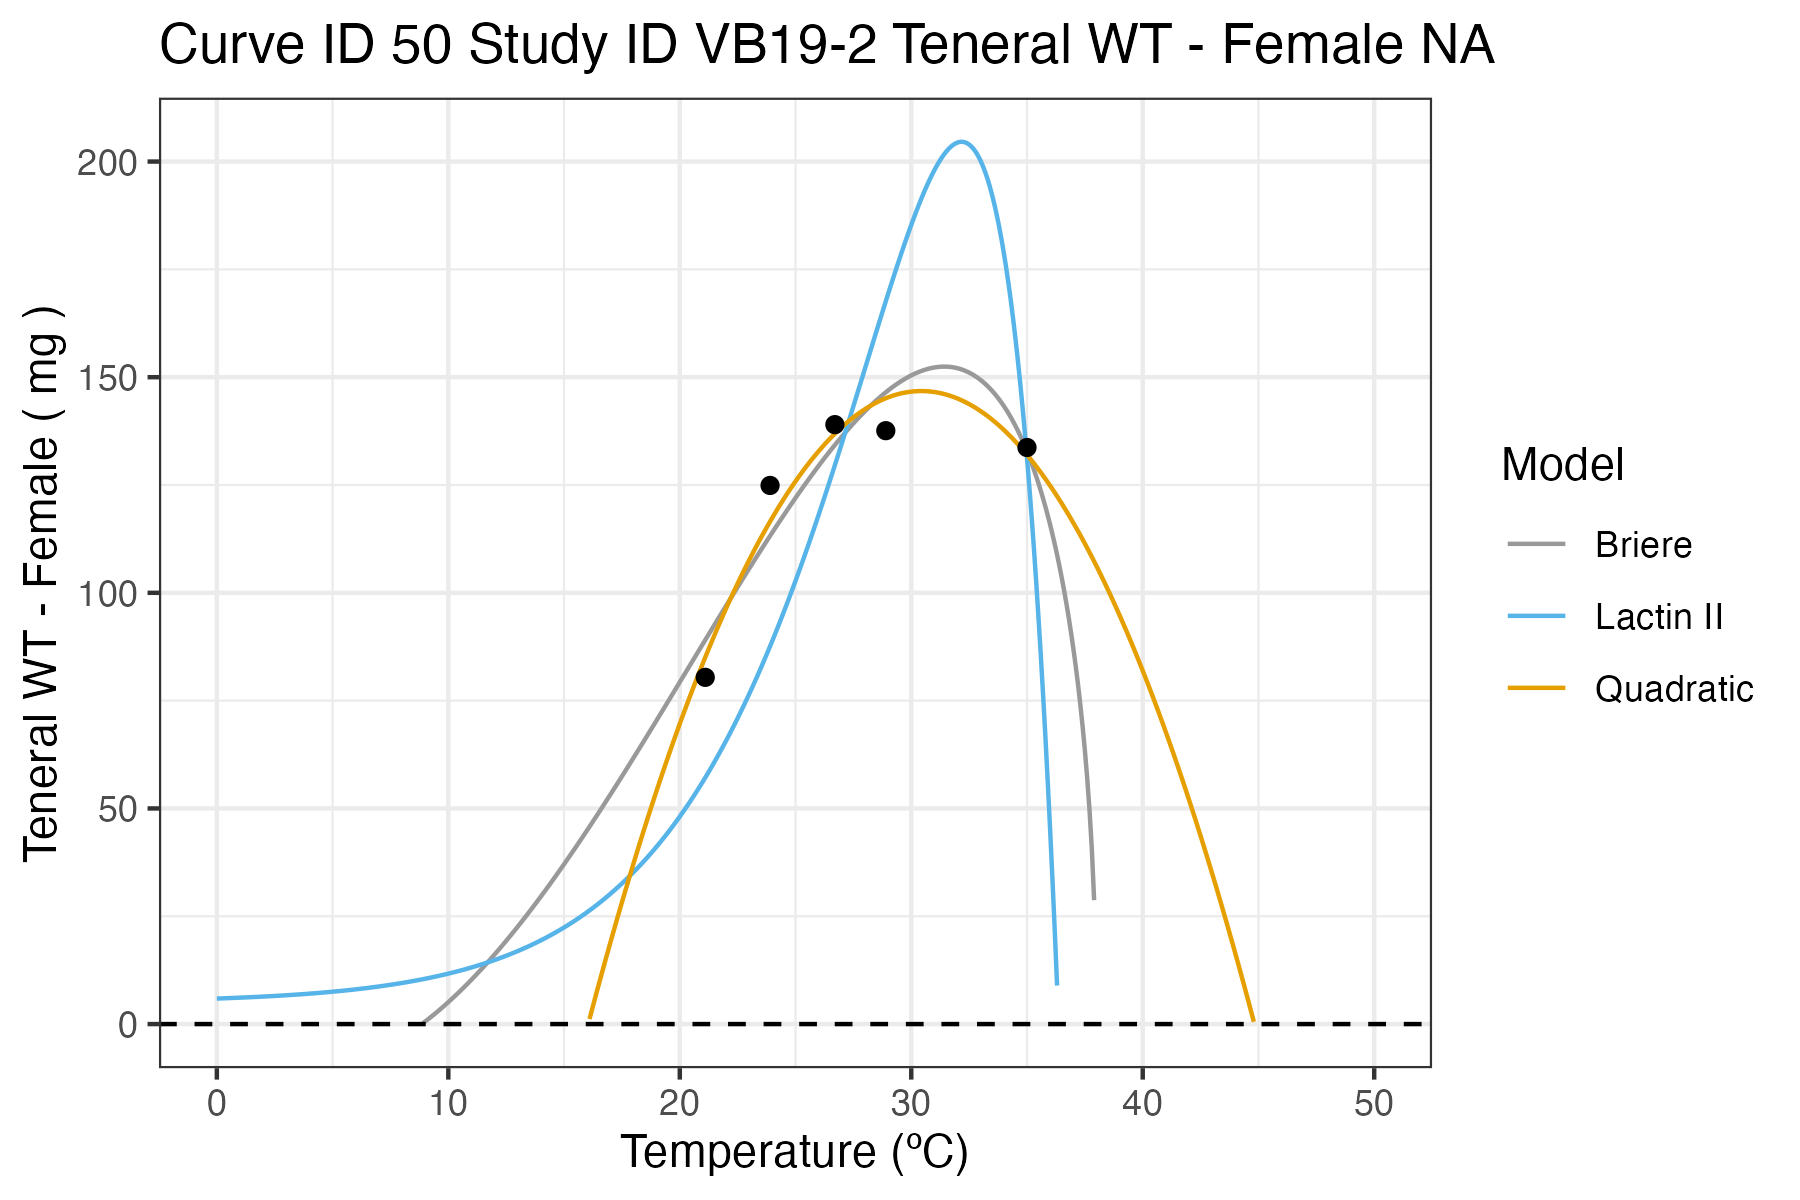 Curve ID 50 Study ID VB19-2 Teneral WT - Female NA
Teneral WT - Female ( mg )
200
150
100
50
0
0 10 20 30 40 50
Temperature (ºC)
Model
Briere
Lactin II
Quadratic